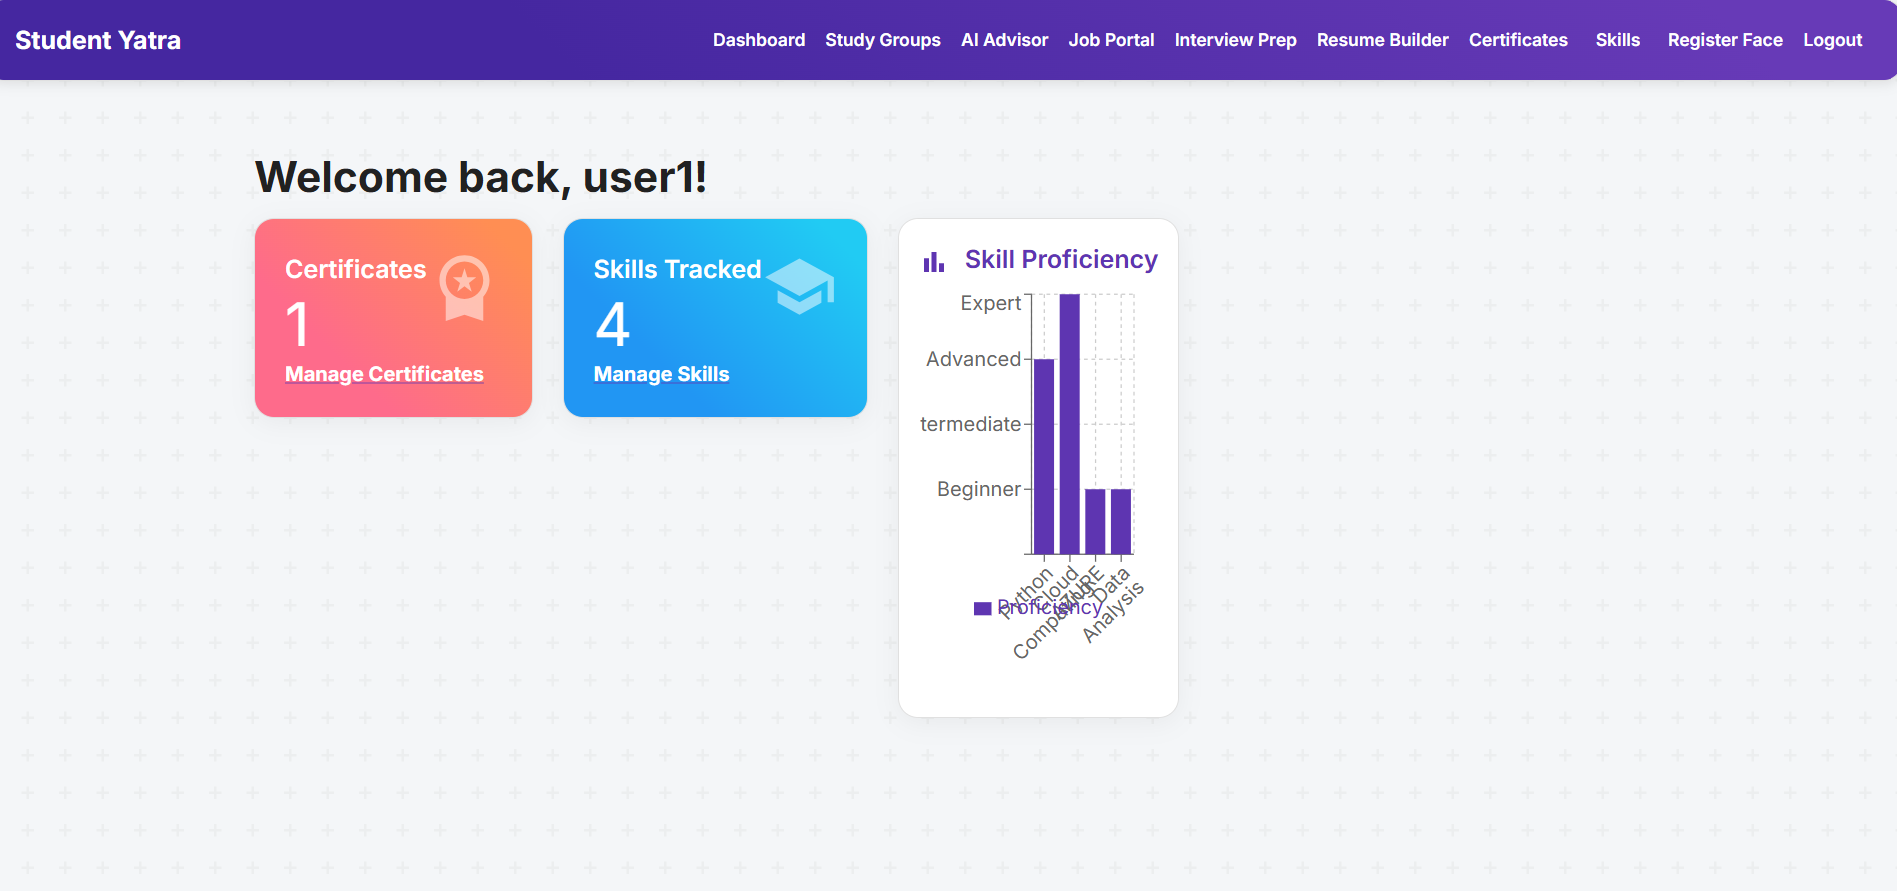 Student Yatra
Dashboard
Study Groups
AI Advisor
Job Portal
Interview Prep
Resume Builder
Certificates
Skills
Register Face
Logout
Welcome back, user1!
Certificates
1
Manage Certificates
Skills Tracked
4
Manage Skills
Skill Proficiency
Expert
Advanced
termediate
Beginner
Python
Cloud
Computing
AZURE
Data
Analysis
Proficiency